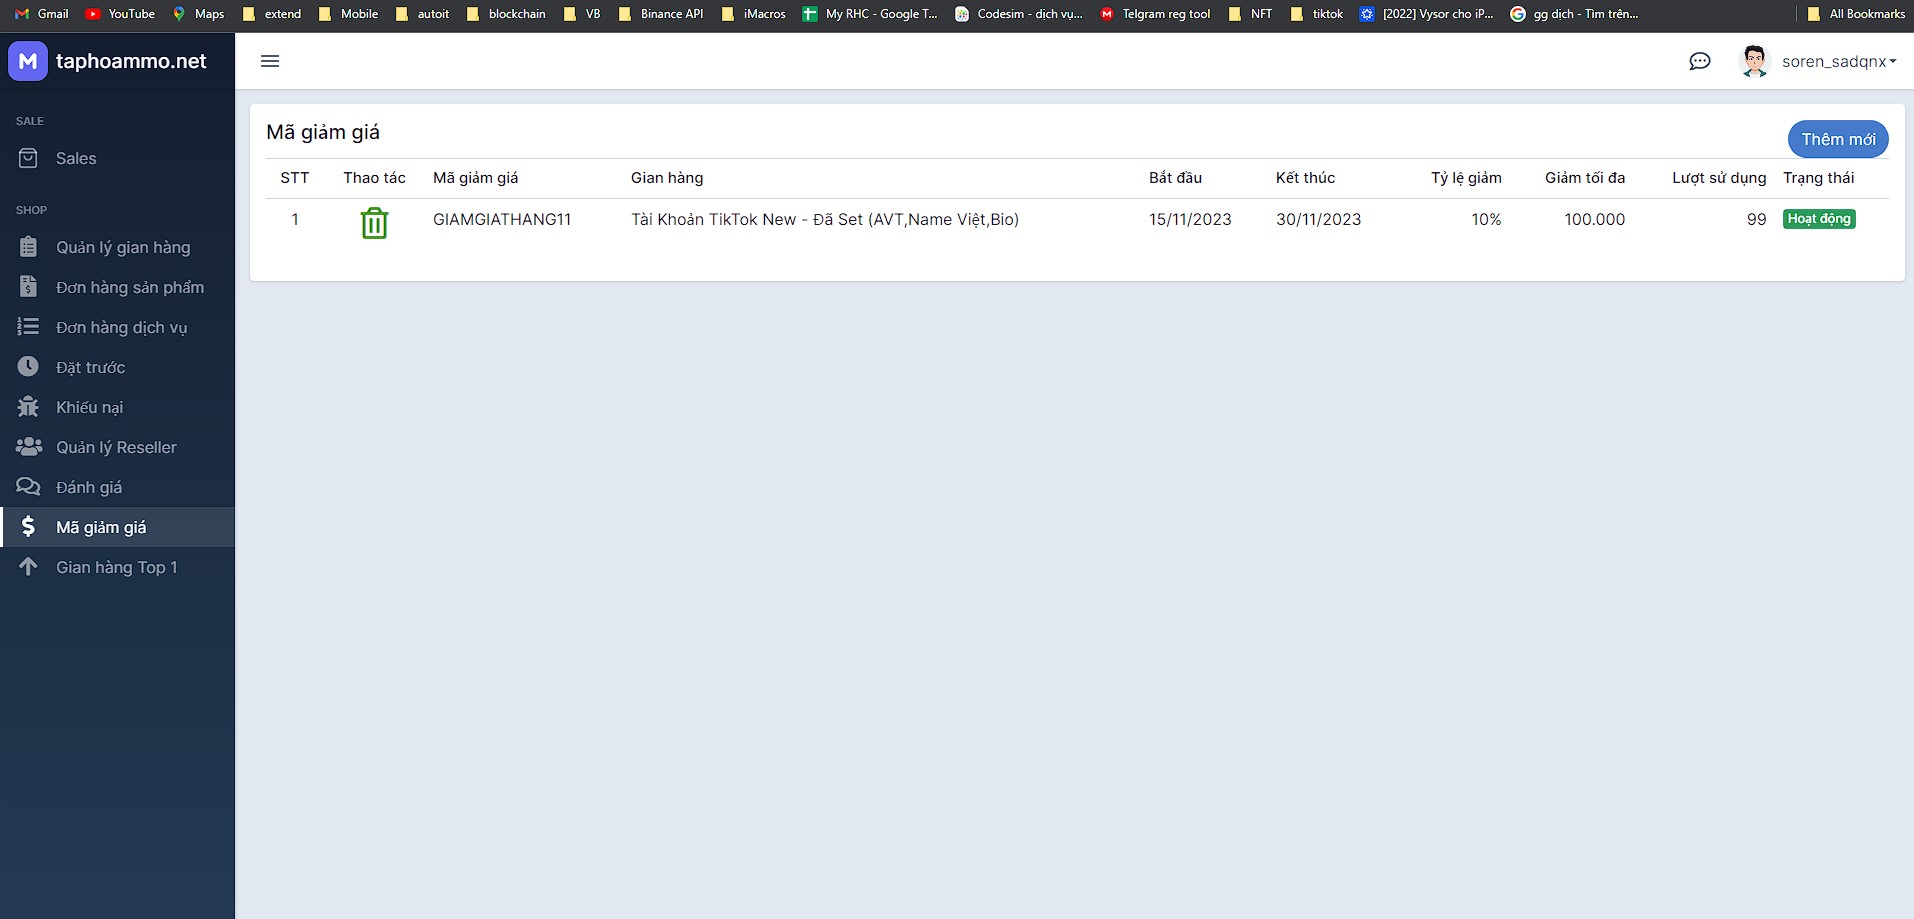 Gmail YouTube Maps extend Mobile autoit blockchain VB Binance API iMacros My RHC - Google T... Codesim - dịch vụ... Telgram reg tool NFT tiktok [2022] Vysor cho iP... gg dich - Tìm trên... All Bookmarks
M taphoammo.net
soren_sadqnx
SALE
Sales
SHOP
Quản lý gian hàng
Đơn hàng sản phẩm
Đơn hàng dịch vụ
Đặt trước
Khiếu nại
Quản lý Reseller
Đánh giá
Mã giảm giá
Gian hàng Top 1
Mã giảm giá
Thêm mới
STT Thao tác Mã giảm giá Gian hàng Bắt đầu Kết thúc Tỷ lệ giảm Giảm tối đa Lượt sử dụng Trạng thái
1 GIAMGIATHANG11 Tài Khoản TikTok New - Đã Set (AVT,Name Việt,Bio) 15/11/2023 30/11/2023 10% 100.000 99 Hoạt động